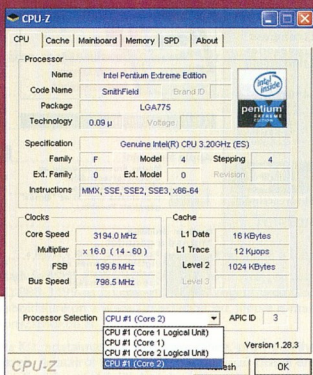 CPU-Z
CPU Cache Mainboard Memory SPD About
Processor
Name Intel Pentium Extreme Edition
Code Name SmithField Brand ID
Package LGA775
Technology 0.09 µ Voltage
intel inside
pentium
EXTREME EDITION
Specification Genuine Intel(R) CPU 3.20GHz (ES)
Family F Model 4 Stepping 4
Ext. Family 0 Ext. Model 0 Revision
Instructions MMX, SSE, SSE2, SSE3, x86-64
Clocks
Core Speed 3194.0 MHz
Multiplier x 16.0 ( 14 - 60 )
FSB 199.6 MHz
Bus Speed 798.5 MHz
Cache
L1 Data 16 KBytes
L1 Trace 12 Kµops
Level 2 1024 KBytes
Level 3
Processor Selection CPU #1 (Core 2) APIC ID 3
CPU #1 (Core 1 Logical Unit)
CPU #1 (Core 1)
CPU #1 (Core 2 Logical Unit)
CPU #1 (Core 2)
Version 1.28.3
CPU-Z
esh OK